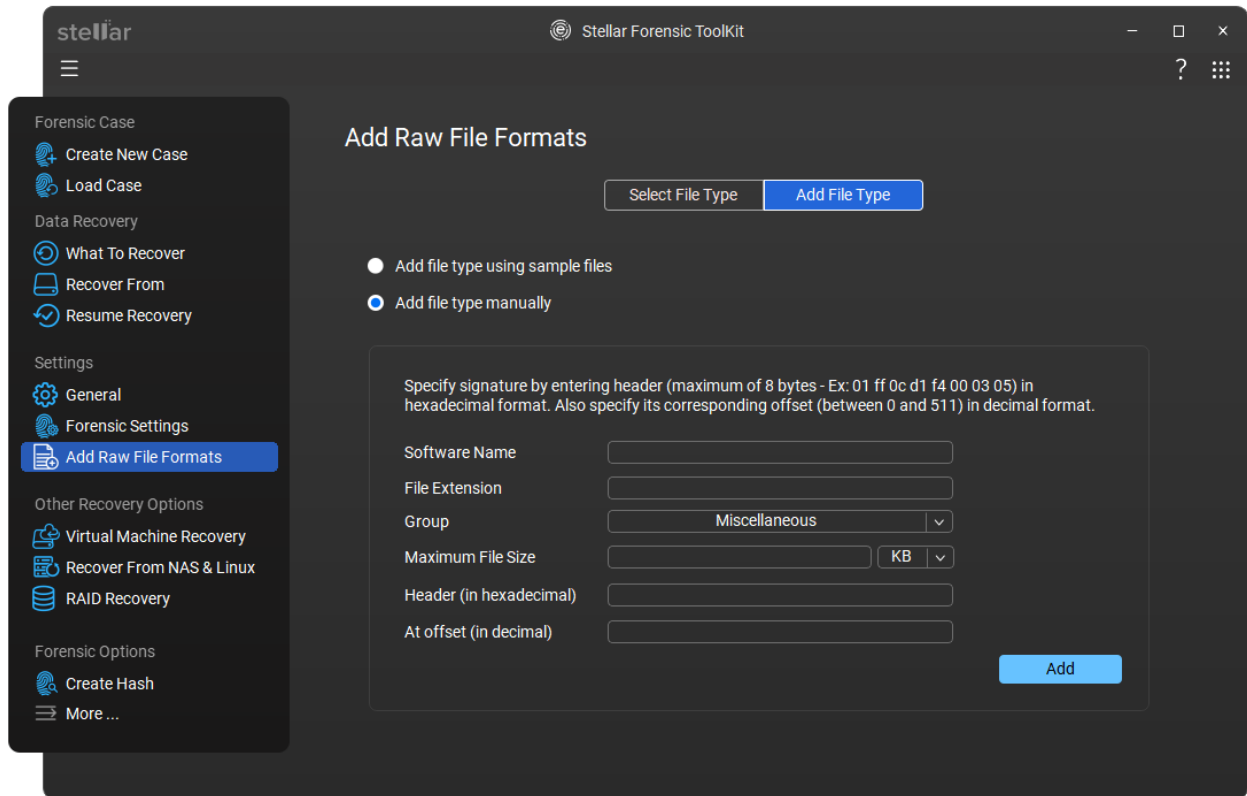 stellar
Stellar Forensic ToolKit
?
Forensic Case
Create New Case
Load Case
Data Recovery
What To Recover
Recover From
Resume Recovery
Settings
General
Forensic Settings
Add Raw File Formats
Other Recovery Options
Virtual Machine Recovery
Recover From NAS & Linux
RAID Recovery
Forensic Options
Create Hash
More ...
Add Raw File Formats
Select File Type
Add File Type
Add file type using sample files
Add file type manually
Specify signature by entering header (maximum of 8 bytes - Ex: 01 ff 0c d1 f4 00 03 05) in
hexadecimal format. Also specify its corresponding offset (between 0 and 511) in decimal format.
Software Name
File Extension
Group
Miscellaneous
Maximum File Size
KB
Header (in hexadecimal)
At offset (in decimal)
Add